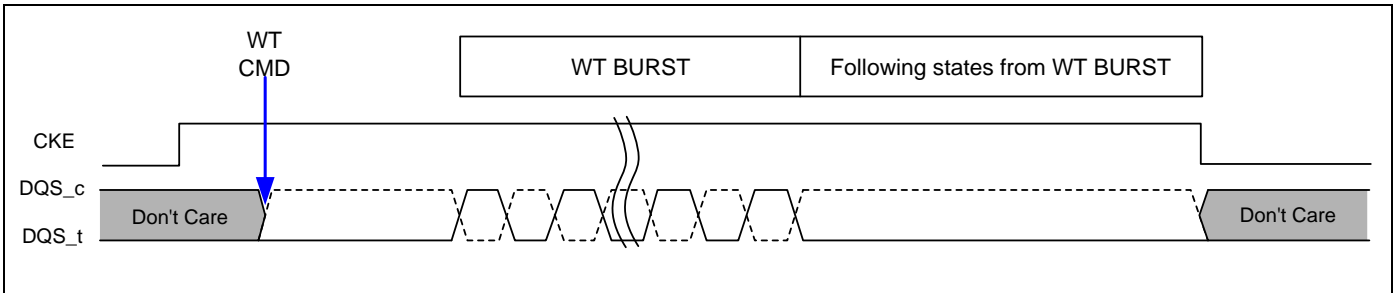 WT
CMD
WT BURST
Following states from WT BURST
CKE
DQS_c
Don't Care
Don't Care
DQS_t